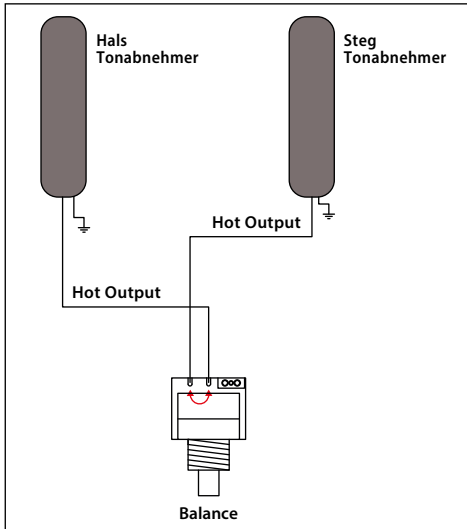 Hals
Tonabnehmer
Steg
Tonabnehmer
Hot Output
Hot Output
Balance